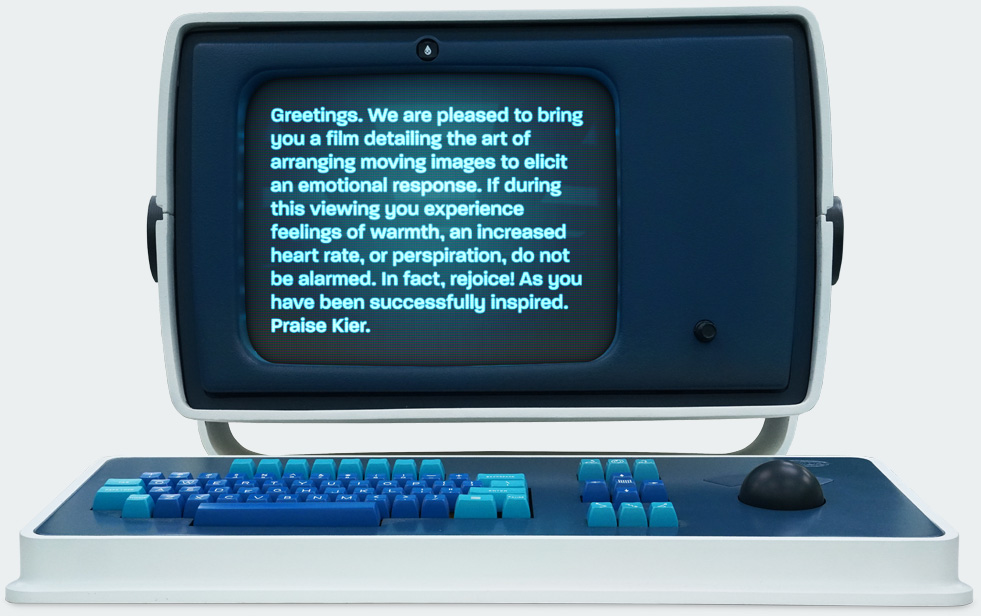 Greetings. We are pleased to bring
you a film detailing the art of
arranging moving images to elicit
an emotional response. If during
this viewing you experience
feelings of warmth, an increased
heart rate, or perspiration, do not
be alarmed. In fact, rejoice! As you
have been successfully inspired.
Praise Kier.